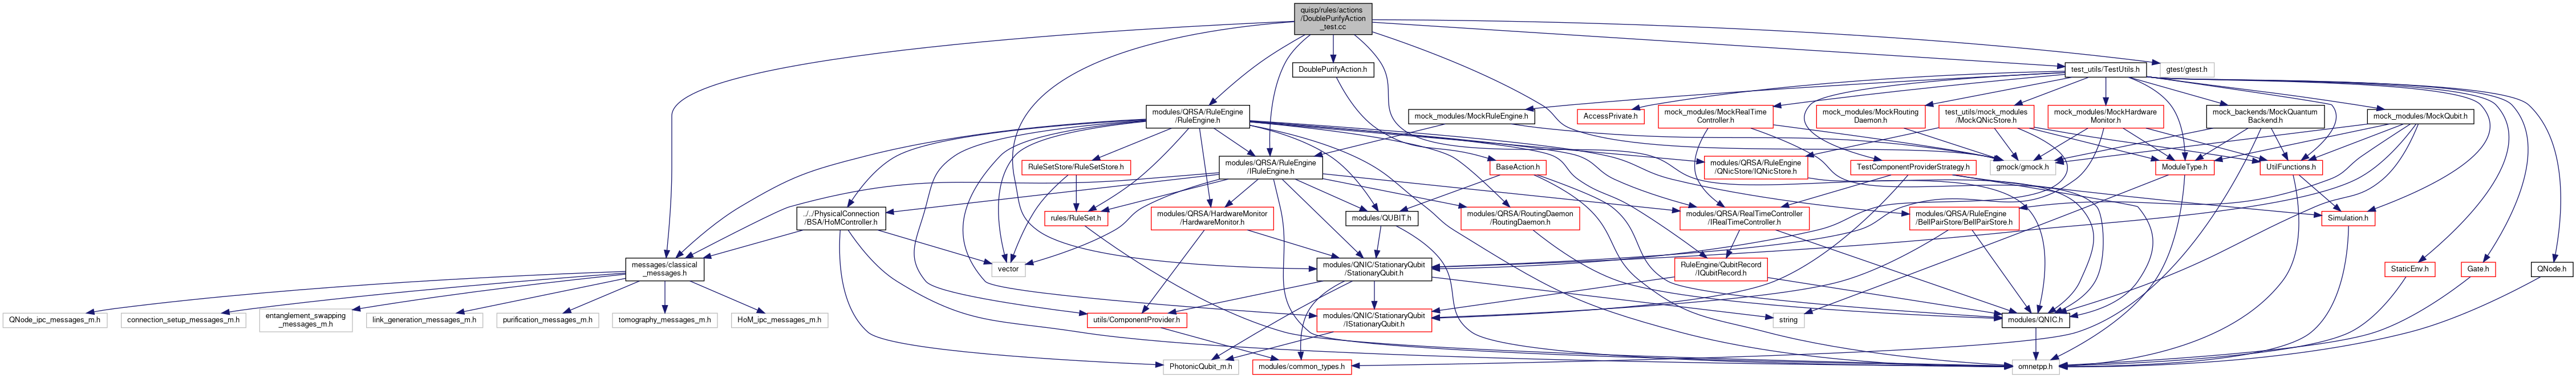 quisp/rules/actions
/DoublePurifyAction
_test.cc
DoublePurifyAction.h
test_utils/TestUtils.h
gtest/gtest.h
modules/QRSA/RuleEngine
/RuleEngine.h
mock_modules/MockRuleEngine.h
AccessPrivate.h
mock_modules/MockRealTime
Controller.h
mock_modules/MockRouting
Daemon.h
test_utils/mock_modules
/MockQNicStore.h
mock_modules/MockHardware
Monitor.h
mock_backends/MockQuantum
Backend.h
mock_modules/MockQubit.h
RuleSetStore/RuleSetStore.h
modules/QRSA/RuleEngine
/IRuleEngine.h
BaseAction.h
modules/QRSA/RuleEngine
/QNicStore/IQNicStore.h
TestComponentProviderStrategy.h
gmock/gmock.h
ModuleType.h
UtilFunctions.h
../../PhysicalConnection
/BSA/HoMController.h
rules/RuleSet.h
modules/QRSA/HardwareMonitor
/HardwareMonitor.h
modules/QUBIT.h
modules/QRSA/RoutingDaemon
/RoutingDaemon.h
modules/QRSA/RealTimeController
/IRealTimeController.h
modules/QRSA/RuleEngine
/BellPairStore/BellPairStore.h
Simulation.h
messages/classical
_messages.h
vector
modules/QNIC/StationaryQubit
/StationaryQubit.h
RuleEngine/QubitRecord
/IQubitRecord.h
StaticEnv.h
Gate.h
QNode.h
QNode_ipc_messages_m.h
connection_setup_messages_m.h
entanglement_swapping
_messages_m.h
link_generation_messages_m.h
purification_messages_m.h
tomography_messages_m.h
HoM_ipc_messages_m.h
utils/ComponentProvider.h
modules/QNIC/StationaryQubit
/IStationaryQubit.h
string
modules/QNIC.h
PhotonicQubit_m.h
modules/common_types.h
omnetpp.h